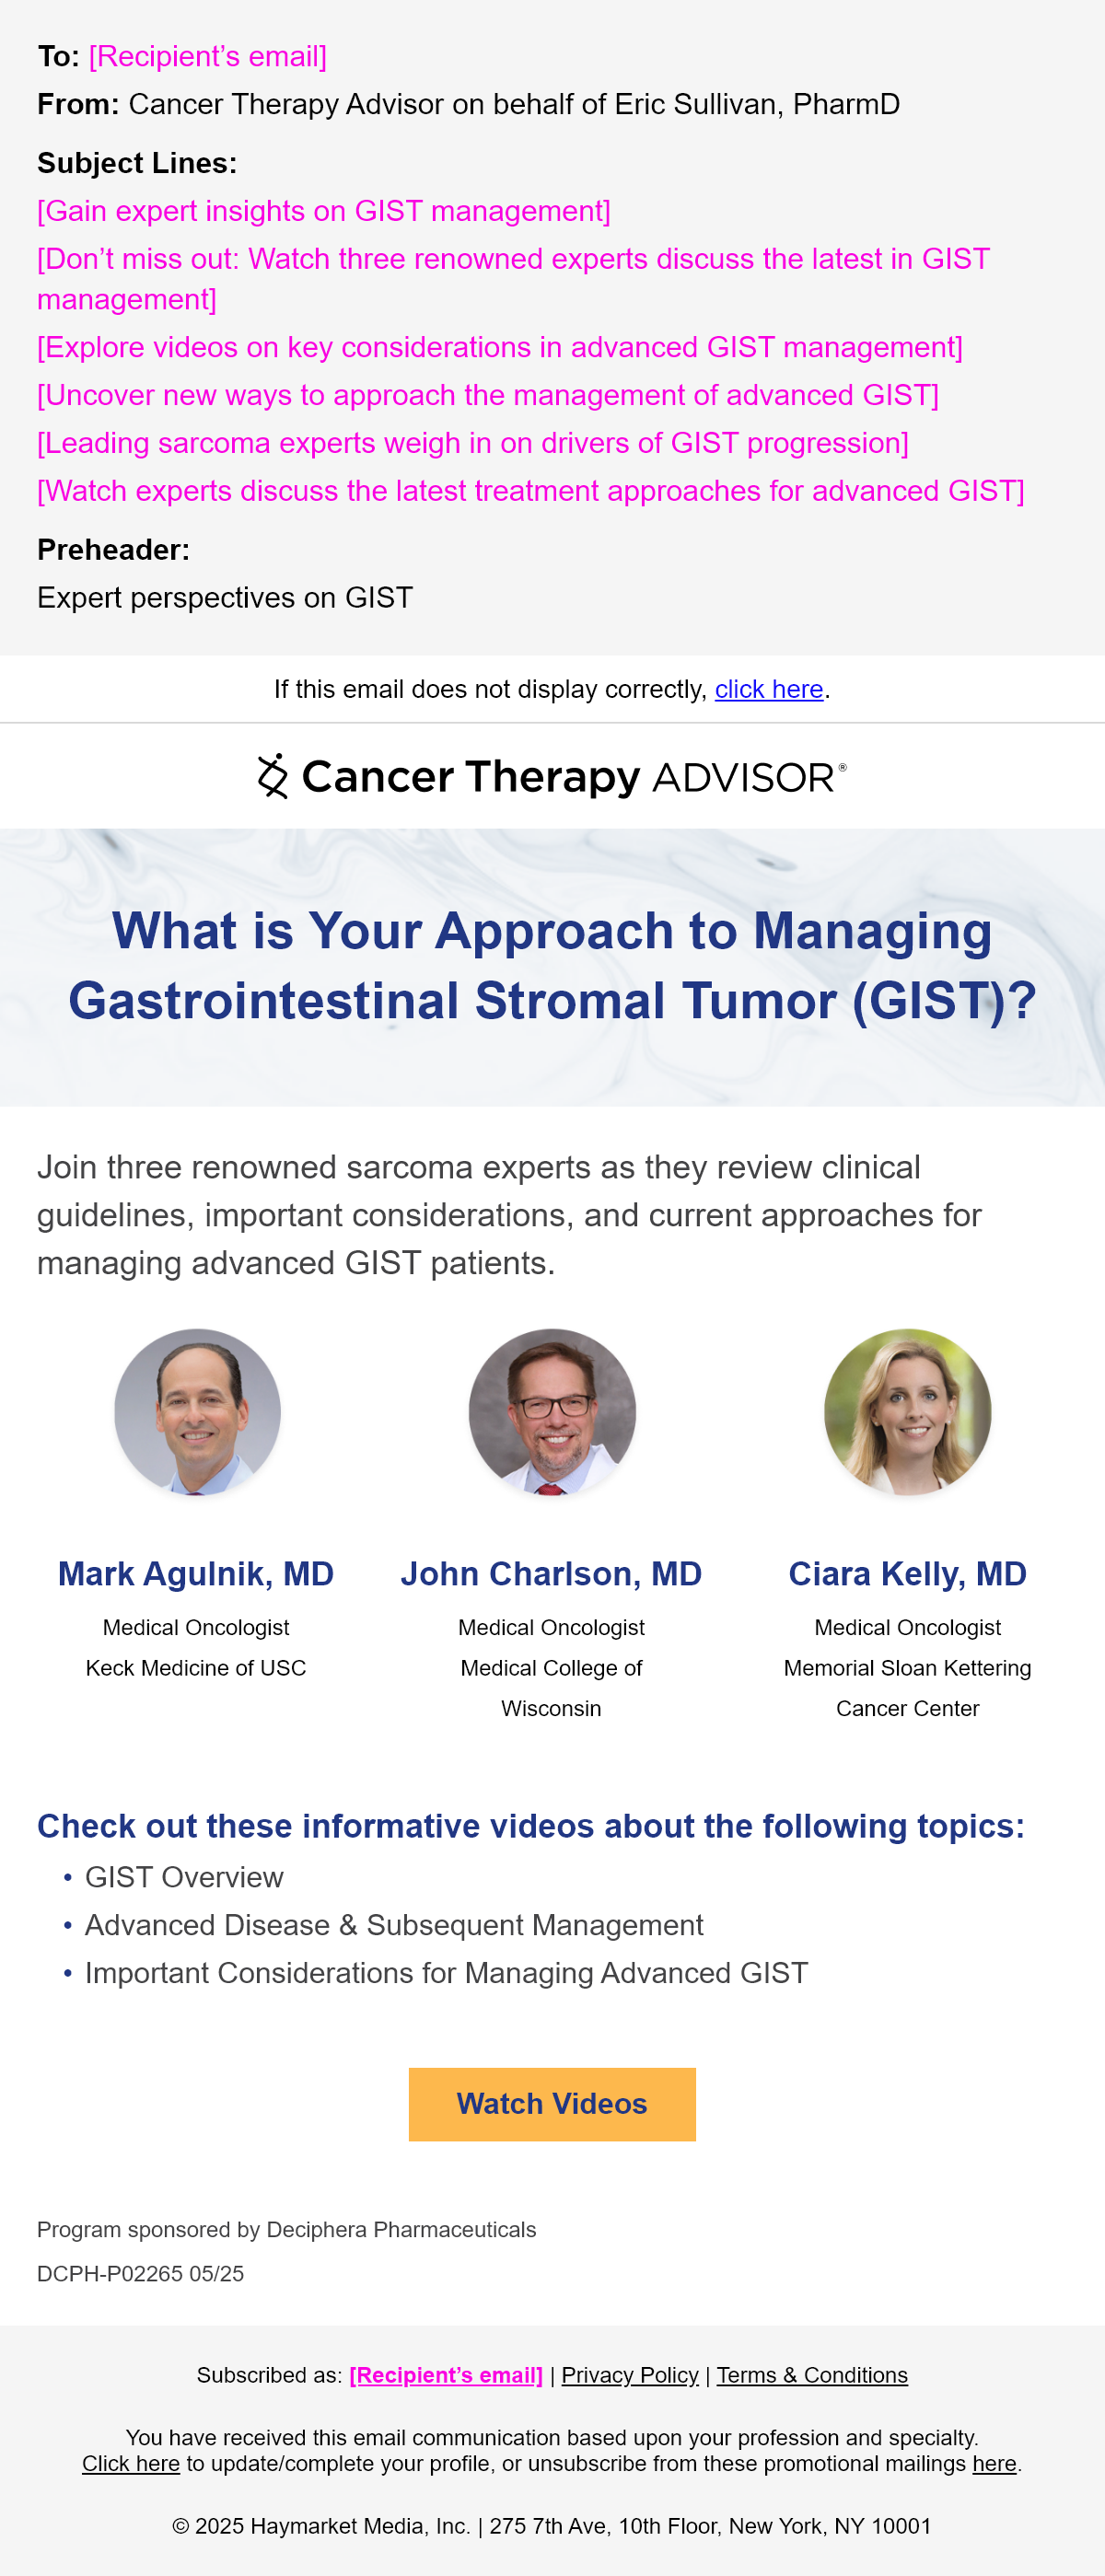 To: [Recipient’s email]
From: Cancer Therapy Advisor on behalf of Eric Sullivan, PharmD
Subject Lines:
[Gain expert insights on GIST management]
[Don’t miss out: Watch three renowned experts discuss the latest in GIST
management]
[Explore videos on key considerations in advanced GIST management]
[Uncover new ways to approach the management of advanced GIST]
[Leading sarcoma experts weigh in on drivers of GIST progression]
[Watch experts discuss the latest treatment approaches for advanced GIST]
Preheader:
Expert perspectives on GIST
If this email does not display correctly, click here.
Cancer Therapy ADVISOR®
What is Your Approach to Managing
Gastrointestinal Stromal Tumor (GIST)?
Join three renowned sarcoma experts as they review clinical
guidelines, important considerations, and current approaches for
managing advanced GIST patients.
Mark Agulnik, MD
Medical Oncologist
Keck Medicine of USC
John Charlson, MD
Medical Oncologist
Medical College of
Wisconsin
Ciara Kelly, MD
Medical Oncologist
Memorial Sloan Kettering
Cancer Center
Check out these informative videos about the following topics:
• GIST Overview
• Advanced Disease & Subsequent Management
• Important Considerations for Managing Advanced GIST
Watch Videos
Program sponsored by Deciphera Pharmaceuticals
DCPH-P02265 05/25
Subscribed as: [Recipient’s email] | Privacy Policy | Terms & Conditions
You have received this email communication based upon your profession and specialty.
Click here to update/complete your profile, or unsubscribe from these promotional mailings here.
© 2025 Haymarket Media, Inc. | 275 7th Ave, 10th Floor, New York, NY 10001